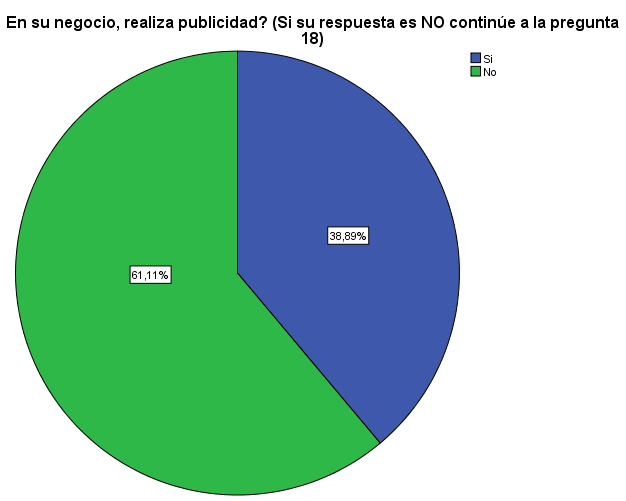 En su negocio, realiza publicidad? (Si su respuesta es NO continúe a la pregunta
18)
Si
No
38,89%
61,11%